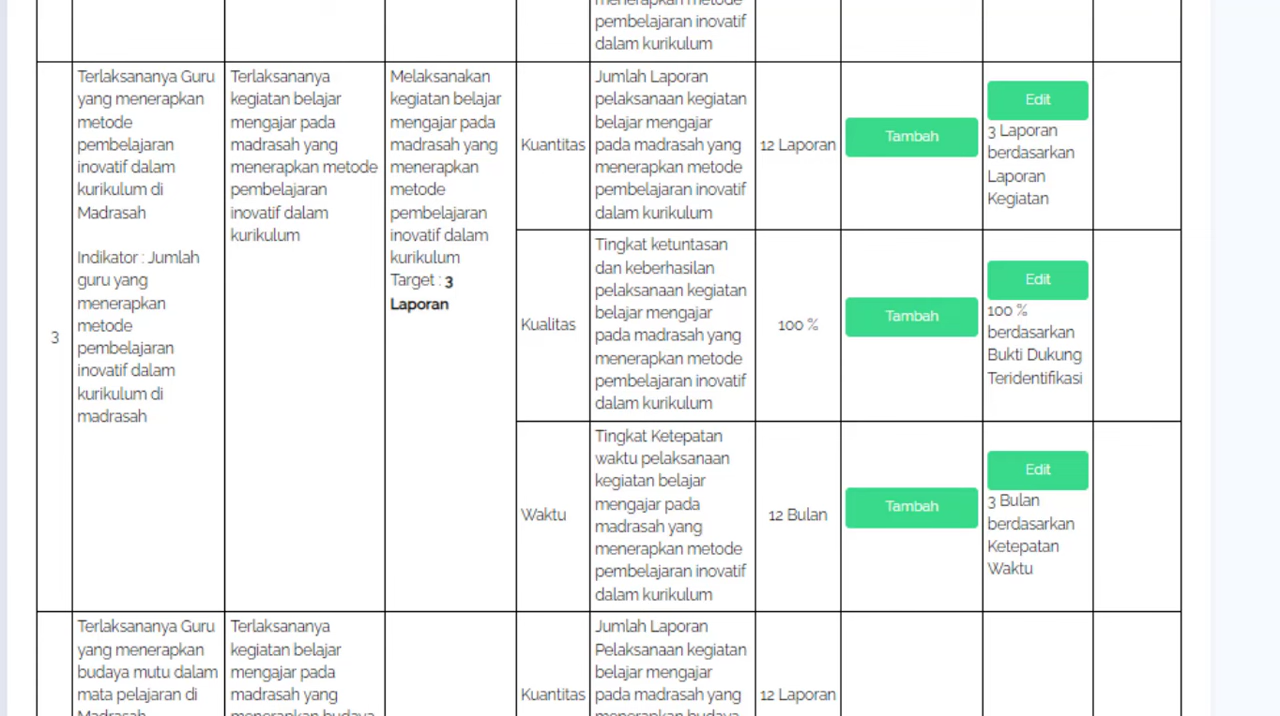 menerapkan metode
pembelajaran inovatif
dalam kurikulum
3
Terlaksananya Guru
yang menerapkan
metode
pembelajaran
inovatif dalam
kurikulum di
Madrasah
Indikator : Jumlah
guru yang
menerapkan
metode
pembelajaran
inovatif dalam
kurikulum di
madrasah
Terlaksananya
kegiatan belajar
mengajar pada
madrasah yang
menerapkan metode
pembelajaran
inovatif dalam
kurikulum
Melaksanakan
kegiatan belajar
mengajar pada
madrasah yang
menerapkan
metode
pembelajaran
inovatif dalam
kurikulum
Target : 3
Laporan
Kuantitas
Jumlah Laporan
pelaksanaan kegiatan
belajar mengajar
pada madrasah yang
menerapkan metode
pembelajaran inovatif
dalam kurikulum
12 Laporan
Tambah
Edit
3 Laporan
berdasarkan
Laporan
Kegiatan
Kualitas
Tingkat ketuntasan
dan keberhasilan
pelaksanaan kegiatan
belajar mengajar
pada madrasah yang
menerapkan metode
pembelajaran inovatif
dalam kurikulum
100 %
Tambah
Edit
100 %
berdasarkan
Bukti Dukung
Teridentifikasi
Waktu
Tingkat Ketepatan
waktu pelaksanaan
kegiatan belajar
mengajar pada
madrasah yang
menerapkan metode
pembelajaran inovatif
dalam kurikulum
12 Bulan
Tambah
Edit
3 Bulan
berdasarkan
Ketepatan
Waktu
Terlaksananya Guru
yang menerapkan
budaya mutu dalam
mata pelajaran di
Madrasah
Terlaksananya
kegiatan belajar
mengajar pada
madrasah yang
menerapkan budaya
Kuantitas
Jumlah Laporan
Pelaksanaan kegiatan
belajar mengajar
pada madrasah yang
menerapkan budaya
12 Laporan